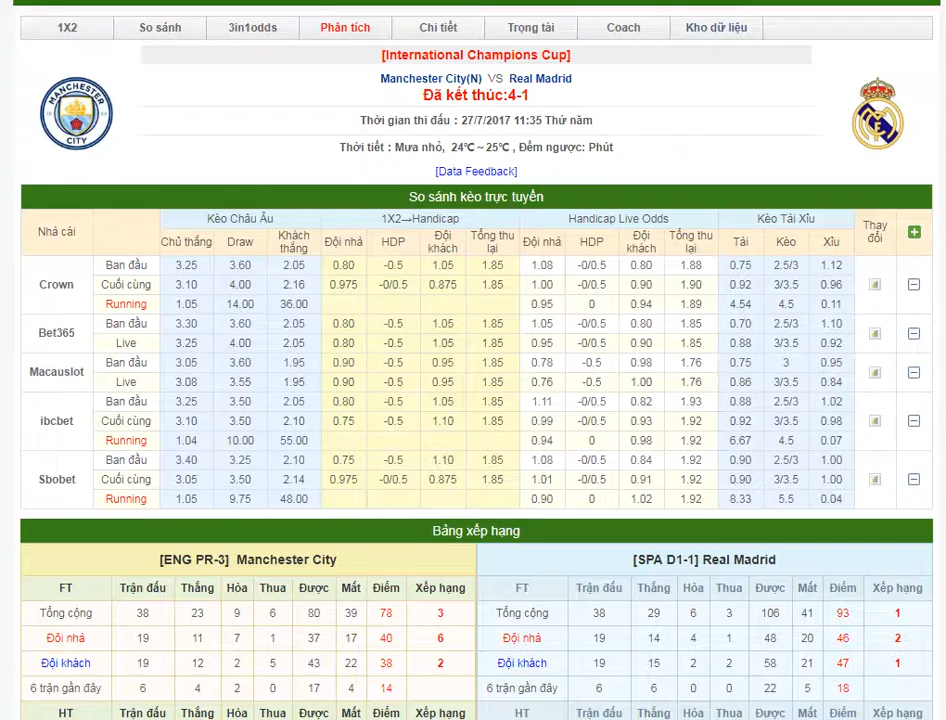 1X2 So sánh 3in1odds Phân tích Chi tiết Trọng tài Coach Kho dữ liệu
[International Champions Cup]
Manchester City(N) VS Real Madrid
Đã kết thúc:4-1
Thời gian thi đấu : 27/7/2017 11:35 Thứ năm
Thời tiết : Mưa nhỏ, 24℃~25℃ , Đếm ngược: Phút
[Data Feedback]
MANCHESTER
CITY
So sánh kèo trực tuyến
Nhà cái Kèo Châu Âu 1X2→Handicap Handicap Live Odds Kèo Tải Xỉu Thay đổi
Chủ thắng Draw Khách thắng Đội nhà HDP Đội khách Tổng thu lại Đội nhà HDP Đội khách Tổng thu lại Tải Kèo Xỉu
Crown
Ban đầu 3.25 3.60 2.05 0.80 -0.5 1.05 1.85 1.08 -0/0.5 0.80 1.88 0.75 2.5/3 1.12
Cuối cùng 3.10 4.00 2.16 0.975 -0/0.5 0.875 1.85 1.00 -0/0.5 0.90 1.90 0.92 3/3.5 0.96
Running 1.05 14.00 36.00 0.95 0 0.94 1.89 4.54 4.5 0.11
Bet365
Ban đầu 3.30 3.60 2.05 0.80 -0.5 1.05 1.85 1.05 -0/0.5 0.80 1.85 0.70 2.5/3 1.10
Live 3.25 4.00 2.05 0.80 -0.5 1.05 1.85 0.95 -0/0.5 0.90 1.85 0.88 3/3.5 0.92
Macauslot
Ban đầu 3.05 3.60 1.95 0.90 -0.5 0.95 1.85 0.78 -0.5 0.98 1.76 0.75 3 0.95
Live 3.08 3.55 1.95 0.90 -0.5 0.95 1.85 0.76 -0.5 1.00 1.76 0.86 3/3.5 0.84
ibcbet
Ban đầu 3.25 3.50 2.05 0.80 -0.5 1.05 1.85 1.11 -0/0.5 0.82 1.93 0.88 2.5/3 1.02
Cuối cùng 3.10 3.50 2.10 0.75 -0.5 1.10 1.85 0.99 -0/0.5 0.93 1.92 0.92 3/3.5 0.98
Running 1.04 10.00 55.00 0.94 0 0.98 1.92 6.67 4.5 0.07
Sbobet
Ban đầu 3.40 3.25 2.10 0.75 -0.5 1.10 1.85 1.08 -0/0.5 0.84 1.92 0.90 2.5/3 1.00
Cuối cùng 3.05 3.50 2.14 0.975 -0/0.5 0.875 1.85 1.01 -0/0.5 0.91 1.92 0.90 3/3.5 1.00
Running 1.05 9.75 48.00 0.90 0 1.02 1.92 8.33 5.5 0.04
Bảng xếp hạng
[ENG PR-3] Manchester City
FT Trận đấu Thắng Hòa Thua Được Mất Điểm Xếp hạng
Tổng cộng 38 23 9 6 80 39 78 3
Đội nhà 19 11 7 1 37 17 40 6
Đội khách 19 12 2 5 43 22 38 2
6 trận gần đây 6 4 2 0 17 4 14
HT Trận đấu Thắng Hòa Thua Được Mất Điểm Xếp hạng
[SPA D1-1] Real Madrid
FT Trận đấu Thắng Hòa Thua Được Mất Điểm Xếp hạng
Tổng cộng 38 29 6 3 106 41 93 1
Đội nhà 19 14 4 1 48 20 46 2
Đội khách 19 15 2 2 58 21 47 1
6 trận gần đây 6 6 0 0 22 5 18
HT Trận đấu Thắng Hòa Thua Được Mất Điểm Xếp hạng